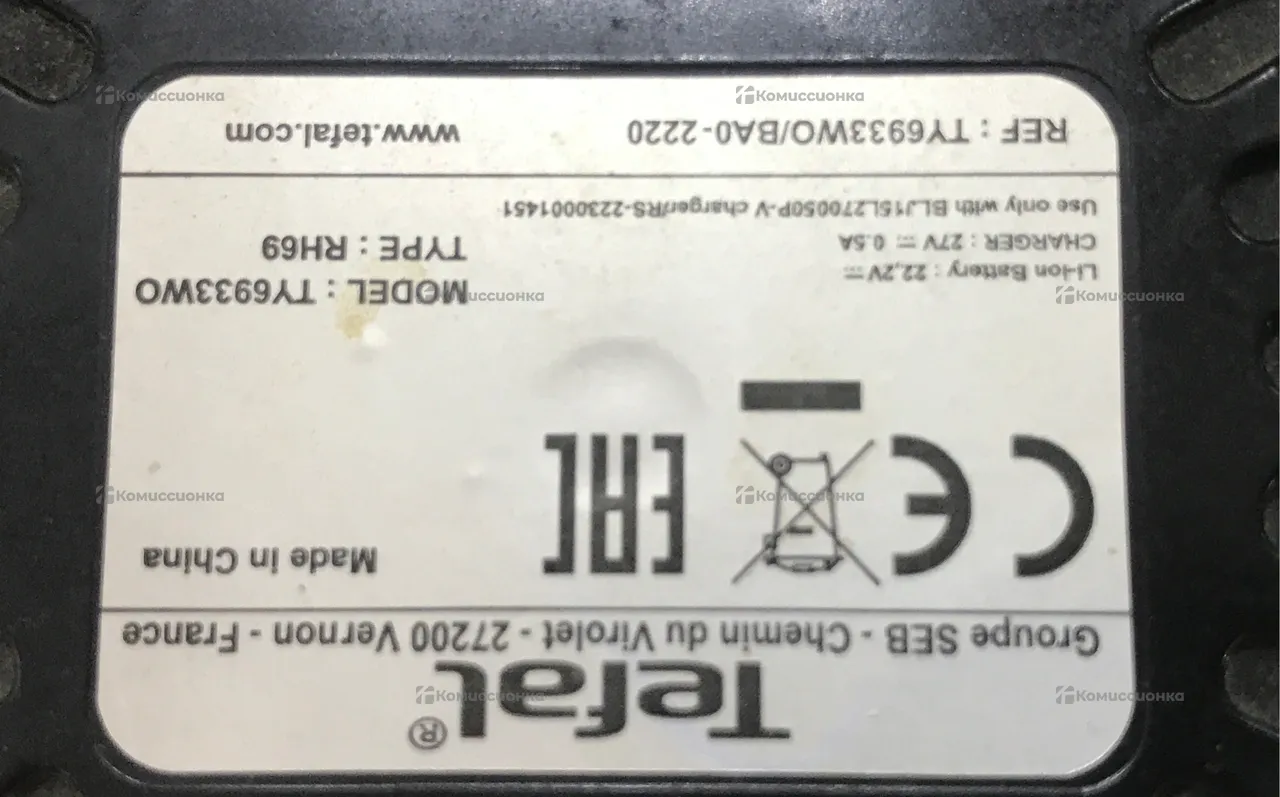 Tefal®
Groupe SEB - Chemin du Virolet - 27200 Vernon - France
CE
EAC
Made in China
Li-Ion Battery : 22,2V
CHARGER : 27V 0.5A
Use only with BLJ15L270050P-V charger/RS-2230001451
MODEL : TY6933WO
TYPE : RH69
REF : TY6933WO/BA0-2220
www.tefal.com
Комиссионка
Комиссионка
Комиссионка
Комиссионка
Комиссионка
Комиссионка
Комиссионка
Комиссионка